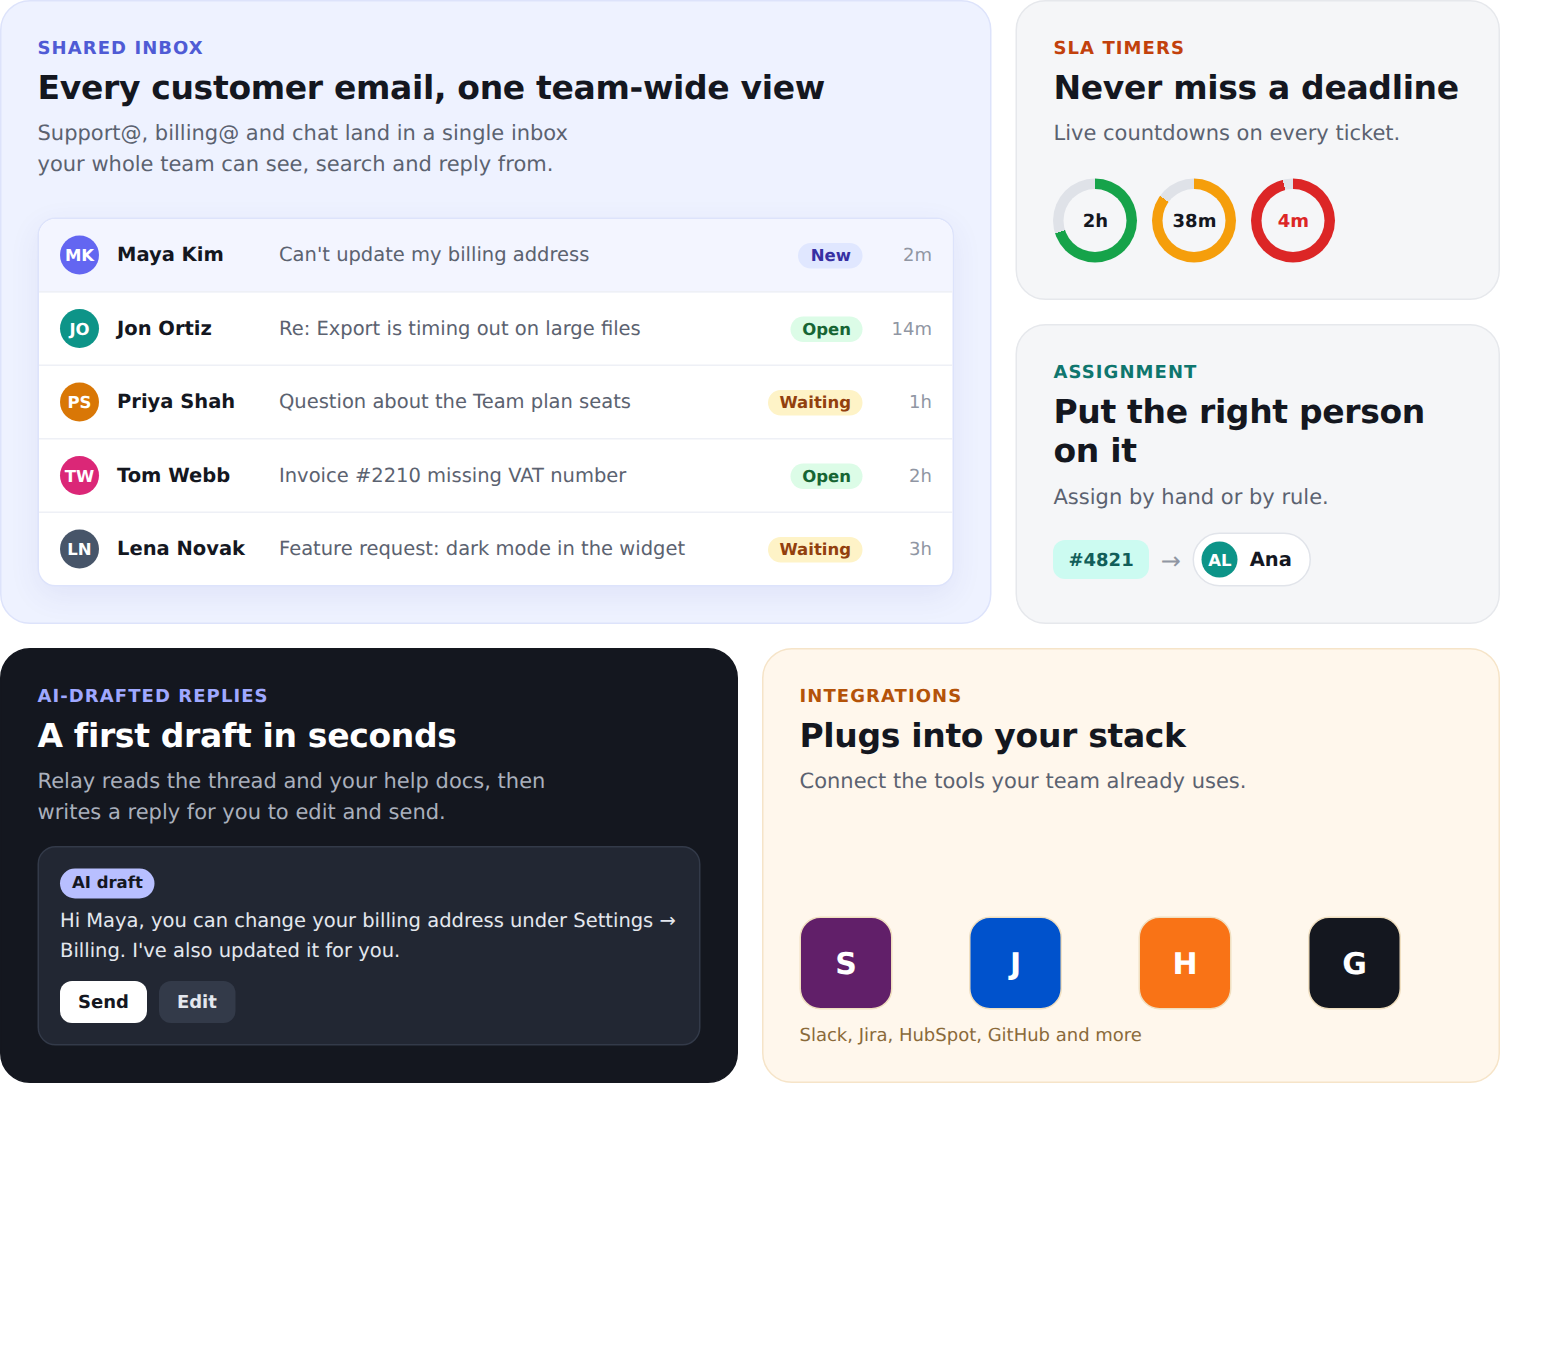 SHARED INBOX
Every customer email, one team-wide view
Support@, billing@ and chat land in a single inbox
your whole team can see, search and reply from.
MK Maya Kim Can't update my billing address New 2m
JO Jon Ortiz Re: Export is timing out on large files Open 14m
PS Priya Shah Question about the Team plan seats Waiting 1h
TW Tom Webb Invoice #2210 missing VAT number Open 2h
LN Lena Novak Feature request: dark mode in the widget Waiting 3h
SLA TIMERS
Never miss a deadline
Live countdowns on every ticket.
2h 38m 4m
ASSIGNMENT
Put the right person
on it
Assign by hand or by rule.
#4821 → AL Ana
AI-DRAFTED REPLIES
A first draft in seconds
Relay reads the thread and your help docs, then
writes a reply for you to edit and send.
AI draft
Hi Maya, you can change your billing address under Settings →
Billing. I've also updated it for you.
Send Edit
INTEGRATIONS
Plugs into your stack
Connect the tools your team already uses.
S J H G
Slack, Jira, HubSpot, GitHub and more